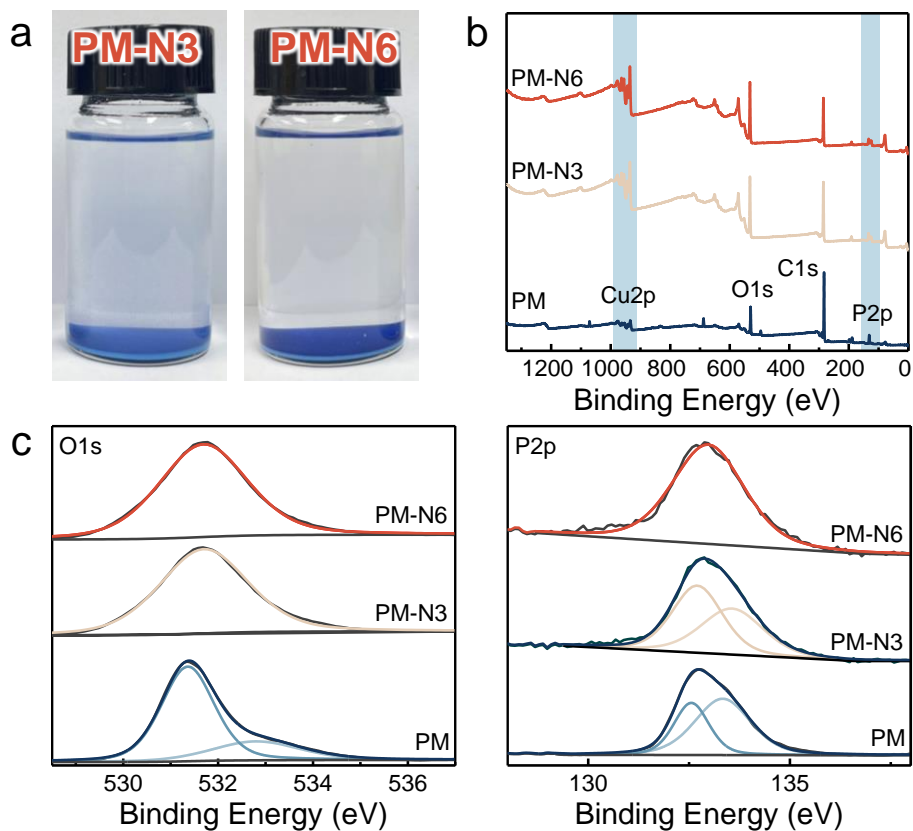 a
PM-N3
PM-N6
b
PM-N6
PM-N3
PM
Cu2p
O1s
C1s
P2p
1200 1000 800 600 400 200 0
Binding Energy (eV)
c
O1s
PM-N6
PM-N3
PM
530 532 534 536
Binding Energy (eV)
P2p
PM-N6
PM-N3
PM
130 135
Binding Energy (eV)